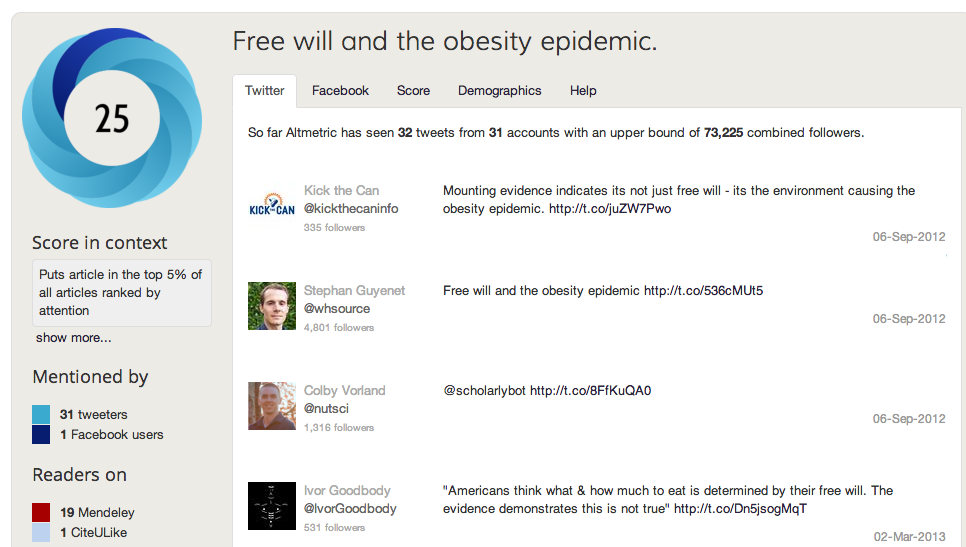 25
Free will and the obesity epidemic.
Twitter Facebook Score Demographics Help
So far Altmetric has seen 32 tweets from 31 accounts with an upper bound of 73,225 combined followers.
Score in context
Puts article in the top 5% of
all articles ranked by
attention
show more...
Mentioned by
31 tweeters
1 Facebook users
Readers on
19 Mendeley
1 CiteULike
KICK THE CAN
Kick the Can
@kickthecaninfo
335 followers
Mounting evidence indicates its not just free will - its the environment causing the
obesity epidemic. http://t.co/juZW7Pwo
06-Sep-2012
Stephan Guyenet
@whsource
4,801 followers
Free will and the obesity epidemic http://t.co/536cMUt5
06-Sep-2012
Colby Vorland
@nutsci
1,316 followers
@scholarlybot http://t.co/8FfKuQA0
06-Sep-2012
Ivor Goodbody
@IvorGoodbody
531 followers
"Americans think what & how much to eat is determined by their free will. The
evidence demonstrates this is not true" http://t.co/Dn5jsogMqT
02-Mar-2013